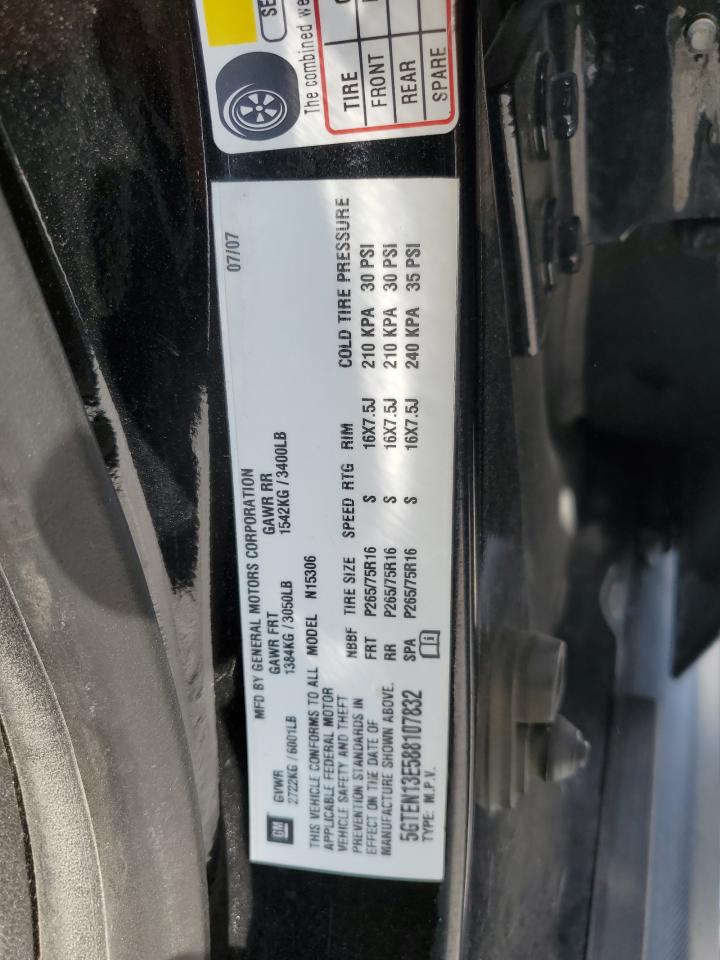 SE
The combined we
TIRE
FRONT
REAR
SPARE
MFD BY GENERAL MOTORS CORPORATION 07/07
GM
GVWR GAWR FRT GAWR RR
2722KG / 6001LB 1384KG / 3050LB 1542KG / 3400LB
THIS VEHICLE CONFORMS TO ALL
APPLICABLE FEDERAL MOTOR
VEHICLE SAFETY AND THEFT
PREVENTION STANDARDS IN
EFFECT ON THE DATE OF
MANUFACTURE SHOWN ABOVE.
5GTEN13E588107832
TYPE: M.P.V.
MODEL N15306
NBBF TIRE SIZE SPEED RTG RIM COLD TIRE PRESSURE
FRT P265/75R16 S 16X7.5J 210 KPA 30 PSI
RR P265/75R16 S 16X7.5J 210 KPA 30 PSI
SPA P265/75R16 S 16X7.5J 240 KPA 35 PSI